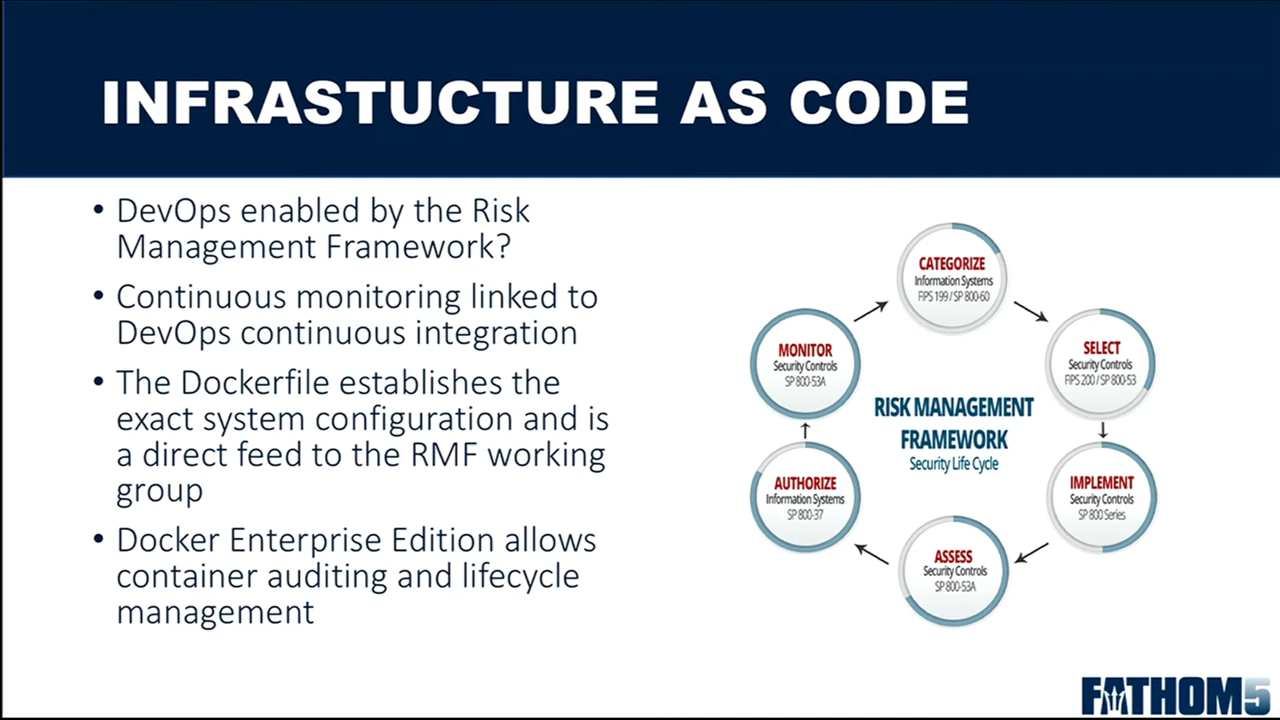 INFRASTUCTURE AS CODE
• DevOps enabled by the Risk
Management Framework?
• Continuous monitoring linked to
DevOps continuous integration
• The Dockerfile establishes the
exact system configuration and is
a direct feed to the RMF working
group
• Docker Enterprise Edition allows
container auditing and lifecycle
management
CATEGORIZE
Information Systems
FIPS 199 / SP 800-60
SELECT
Security Controls
FIPS 200 / SP 800-53
IMPLEMENT
Security Controls
SP 800 Series
ASSESS
Security Controls
SP 800-53A
AUTHORIZE
Information Systems
SP 800-37
MONITOR
Security Controls
SP 800-53A
RISK MANAGEMENT
FRAMEWORK
Security Life Cycle
FATHOM5